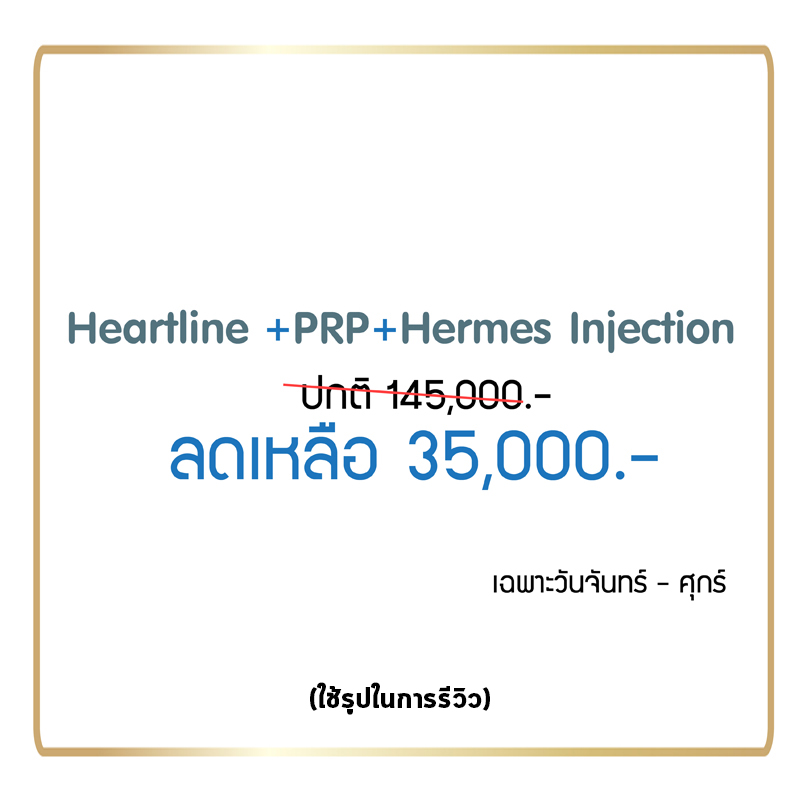 Heartline +PRP+Hermes Injection
ปกติ 145,000.-
ลดเหลือ 35,000.-
เฉพาะวันจันทร์ - ศุกร์
(ใช้รูปในการรีวิว)